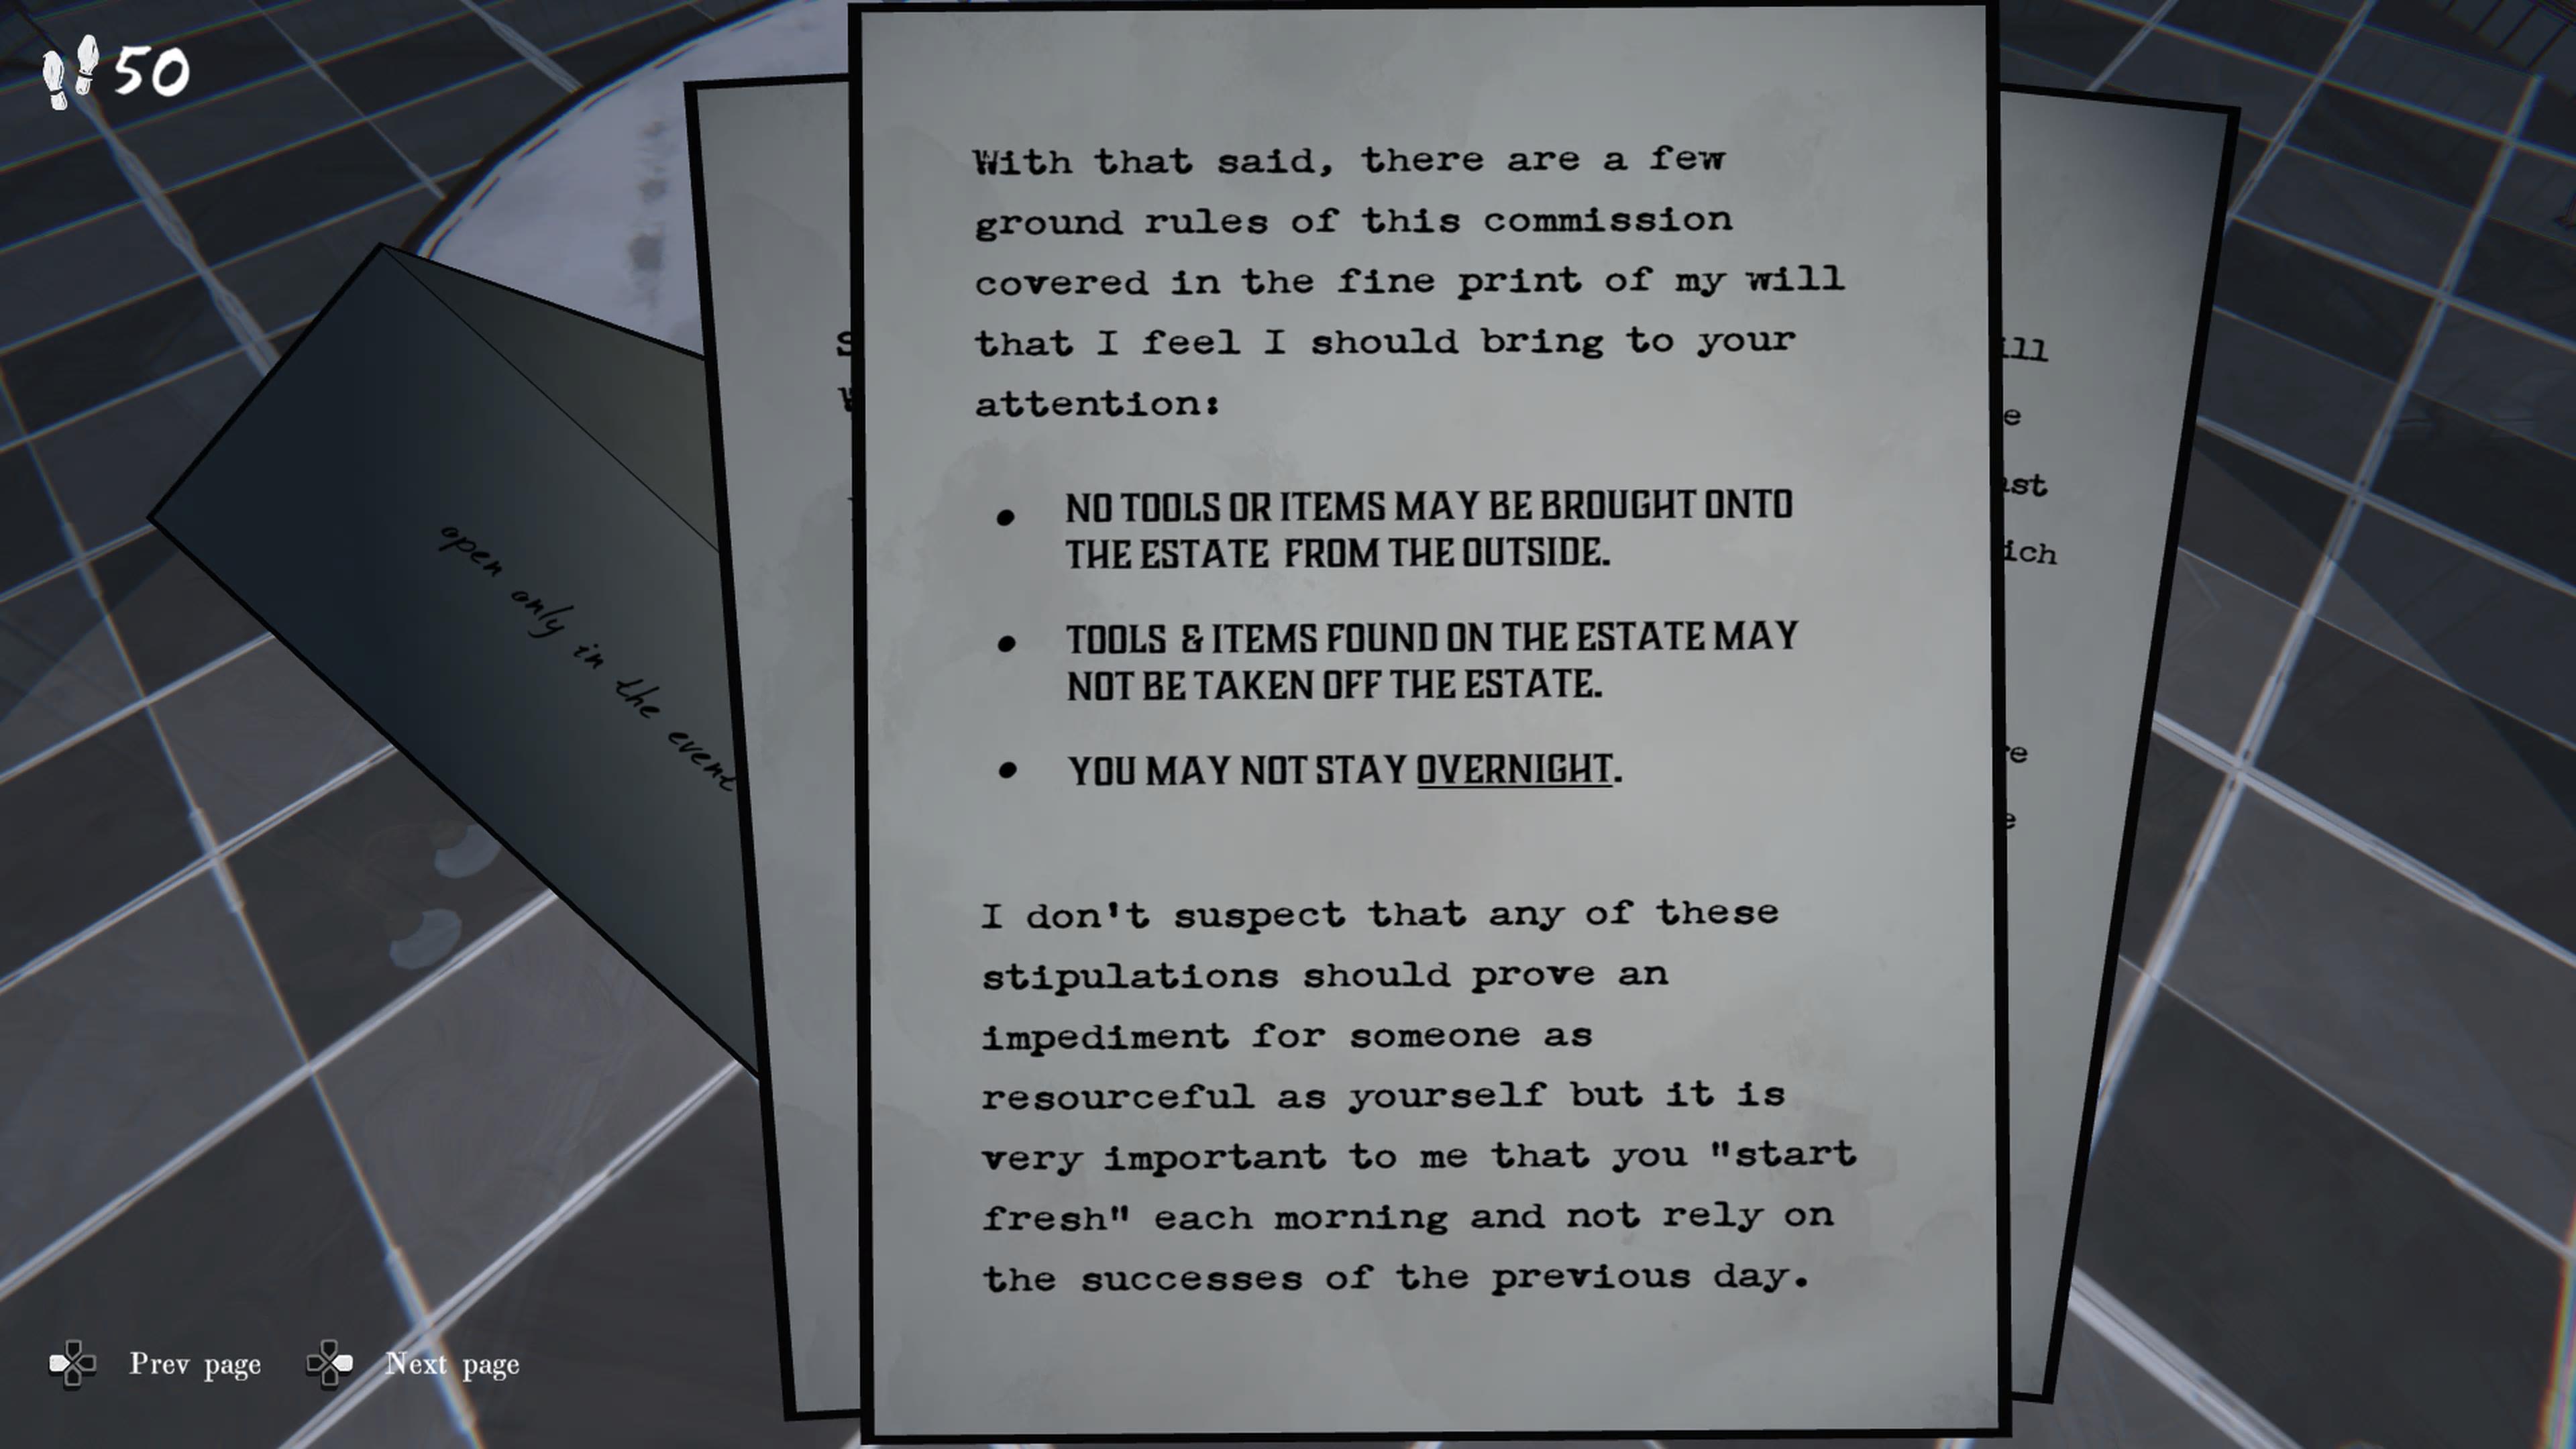 50
open only in the event
With that said, there are a few
ground rules of this commission
covered in the fine print of my will
that I feel I should bring to your
attention:
• NO TOOLS OR ITEMS MAY BE BROUGHT ONTO
THE ESTATE FROM THE OUTSIDE.
• TOOLS & ITEMS FOUND ON THE ESTATE MAY
NOT BE TAKEN OFF THE ESTATE.
• YOU MAY NOT STAY OVERNIGHT.
I don't suspect that any of these
stipulations should prove an
impediment for someone as
resourceful as yourself but it is
very important to me that you "start
fresh" each morning and not rely on
the successes of the previous day.
Prev page Next page